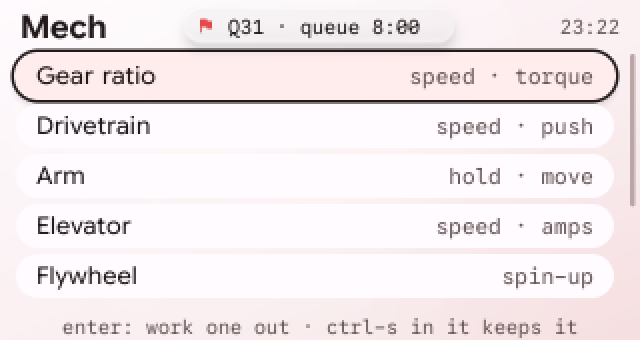 Mech
Q31 · queue 8:00
23:22
Gear ratio speed · torque
Drivetrain speed · push
Arm hold · move
Elevator speed · amps
Flywheel spin-up
enter: work one out · ctrl-s in it keeps it